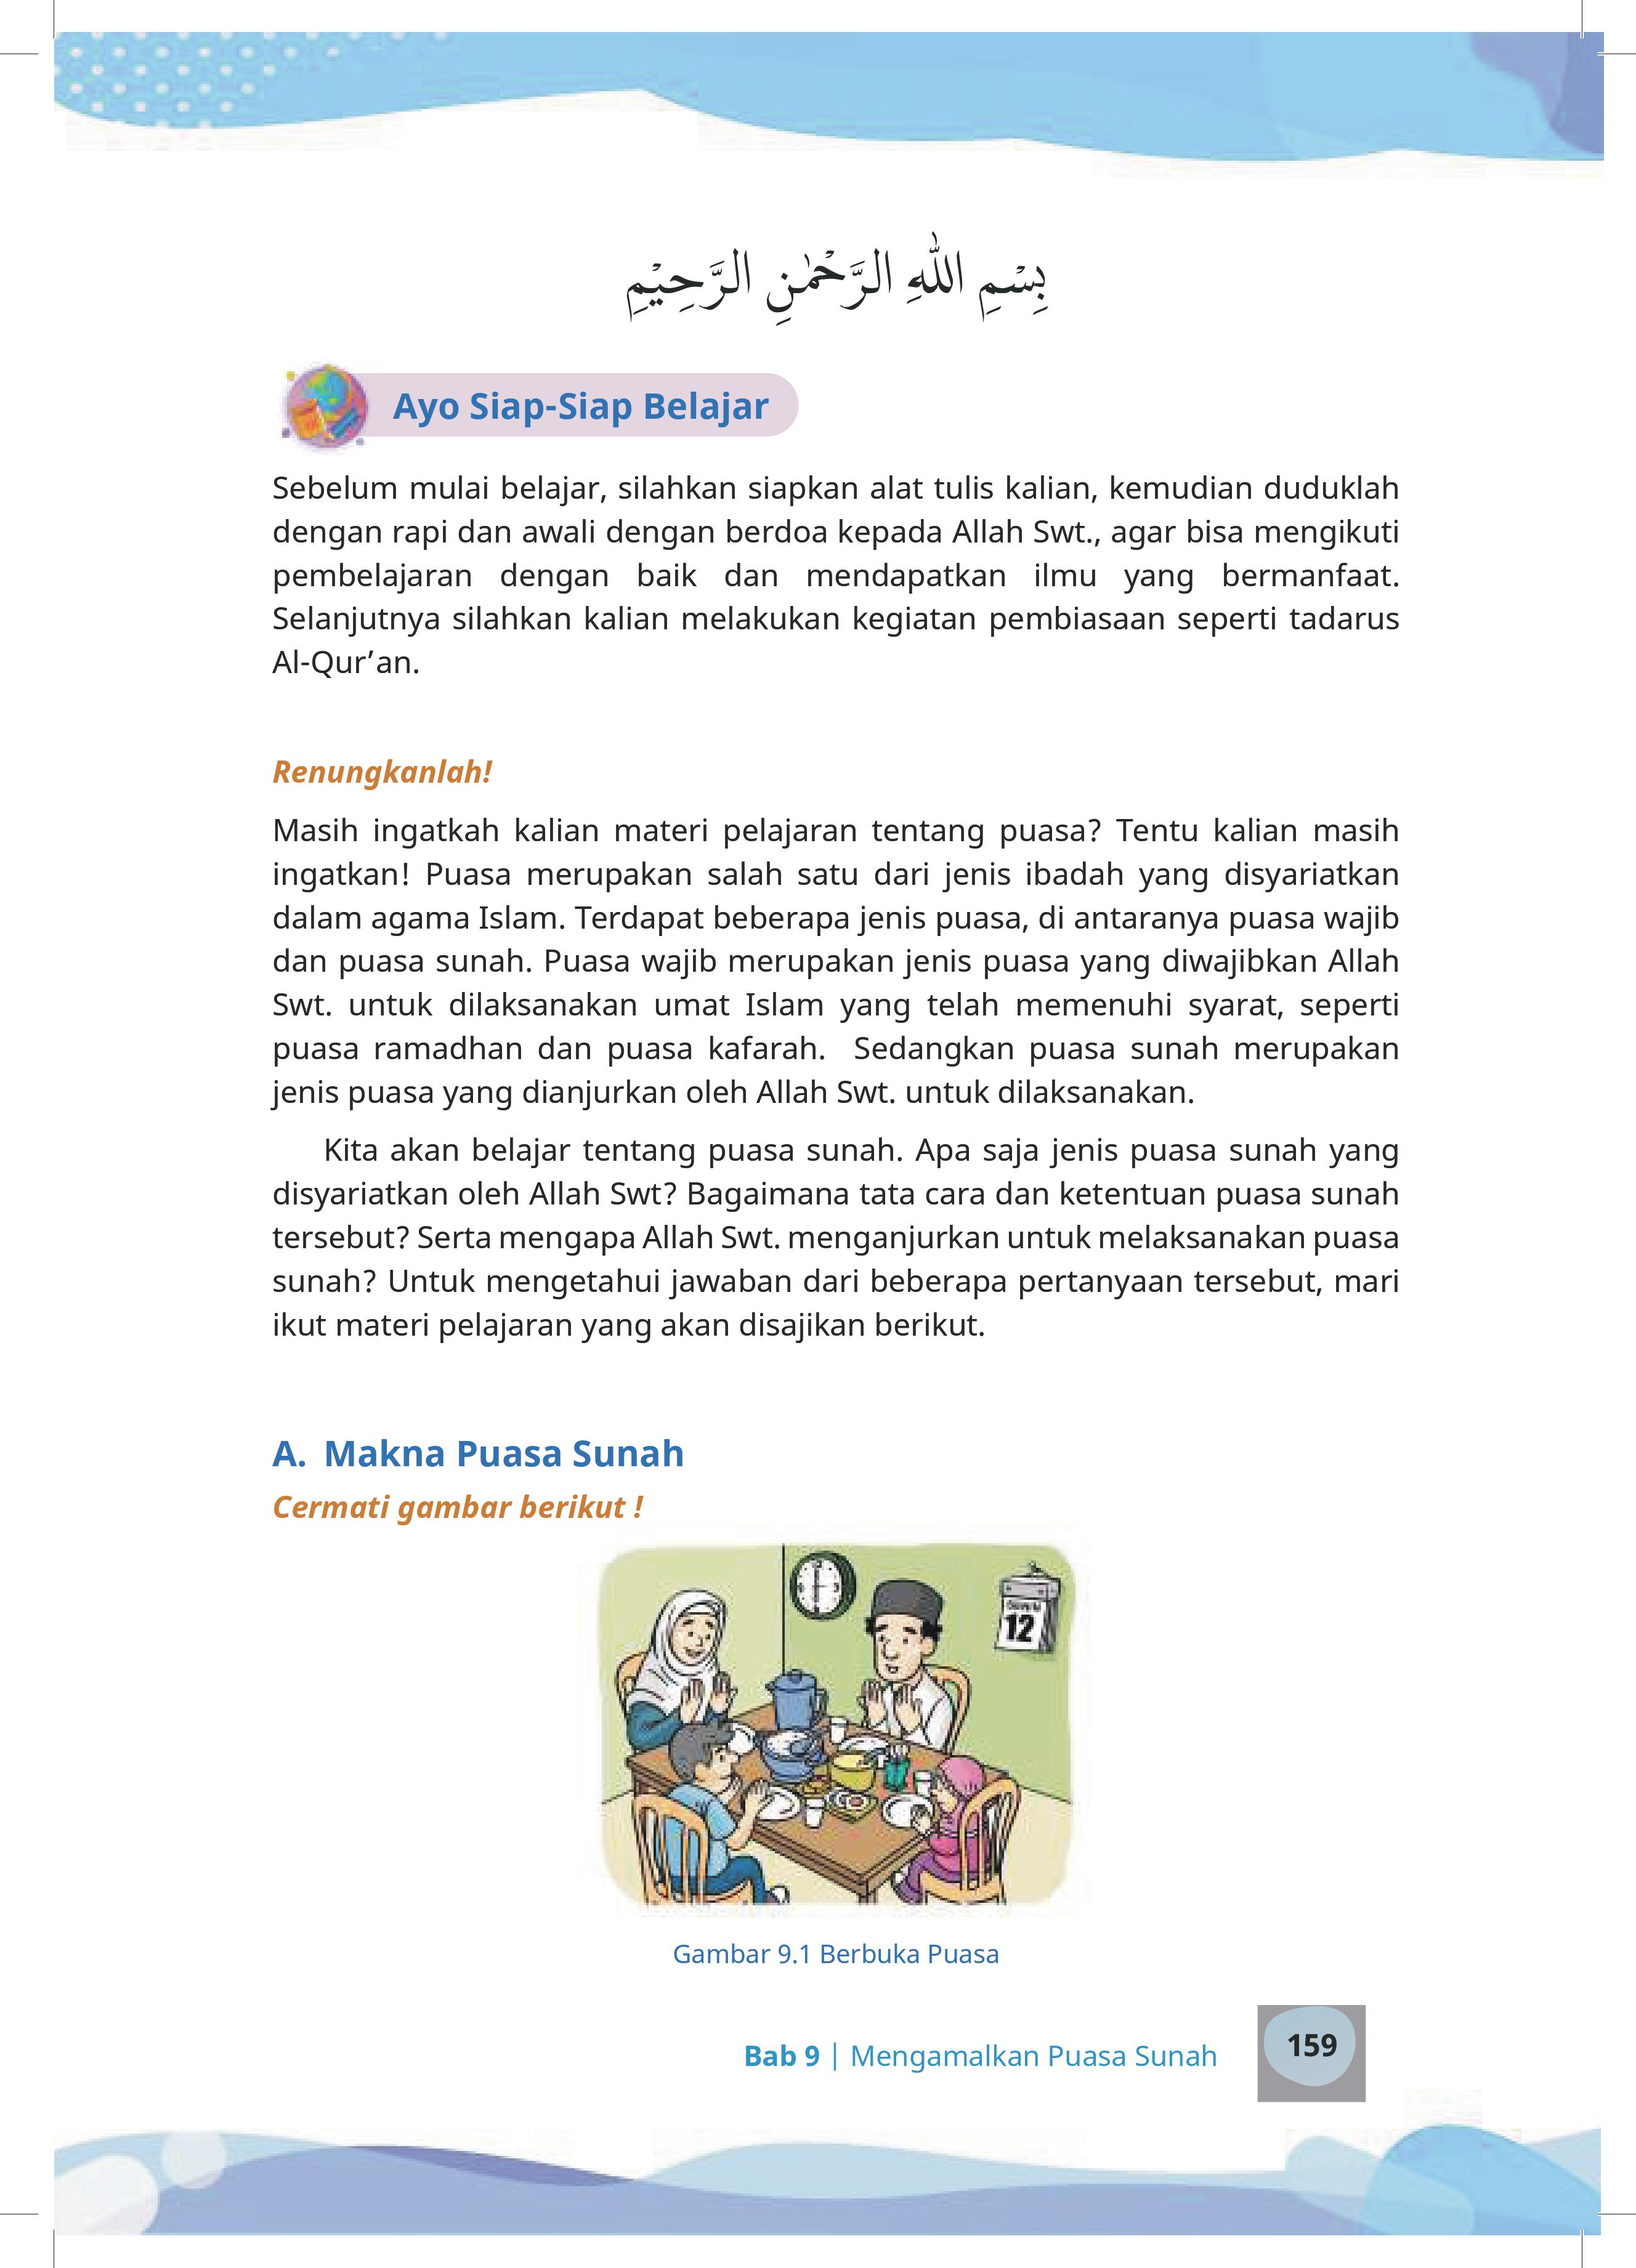 بِسْمِ اللّٰهِ الرَّحْمٰنِ الرَّحِيْمِ
Ayo Siap-Siap Belajar
Sebelum mulai belajar, silahkan siapkan alat tulis kalian, kemudian duduklah
dengan rapi dan awali dengan berdoa kepada Allah Swt., agar bisa mengikuti
pembelajaran dengan baik dan mendapatkan ilmu yang bermanfaat.
Selanjutnya silahkan kalian melakukan kegiatan pembiasaan seperti tadarus
Al-Qur’an.
Renungkanlah!
Masih ingatkah kalian materi pelajaran tentang puasa? Tentu kalian masih
ingatkan! Puasa merupakan salah satu dari jenis ibadah yang disyariatkan
dalam agama Islam. Terdapat beberapa jenis puasa, di antaranya puasa wajib
dan puasa sunah. Puasa wajib merupakan jenis puasa yang diwajibkan Allah
Swt. untuk dilaksanakan umat Islam yang telah memenuhi syarat, seperti
puasa ramadhan dan puasa kafarah. Sedangkan puasa sunah merupakan
jenis puasa yang dianjurkan oleh Allah Swt. untuk dilaksanakan.
Kita akan belajar tentang puasa sunah. Apa saja jenis puasa sunah yang
disyariatkan oleh Allah Swt? Bagaimana tata cara dan ketentuan puasa sunah
tersebut? Serta mengapa Allah Swt. menganjurkan untuk melaksanakan puasa
sunah? Untuk mengetahui jawaban dari beberapa pertanyaan tersebut, mari
ikut materi pelajaran yang akan disajikan berikut.
A. Makna Puasa Sunah
Cermati gambar berikut !
12
Gambar 9.1 Berbuka Puasa
Bab 9 | Mengamalkan Puasa Sunah
159